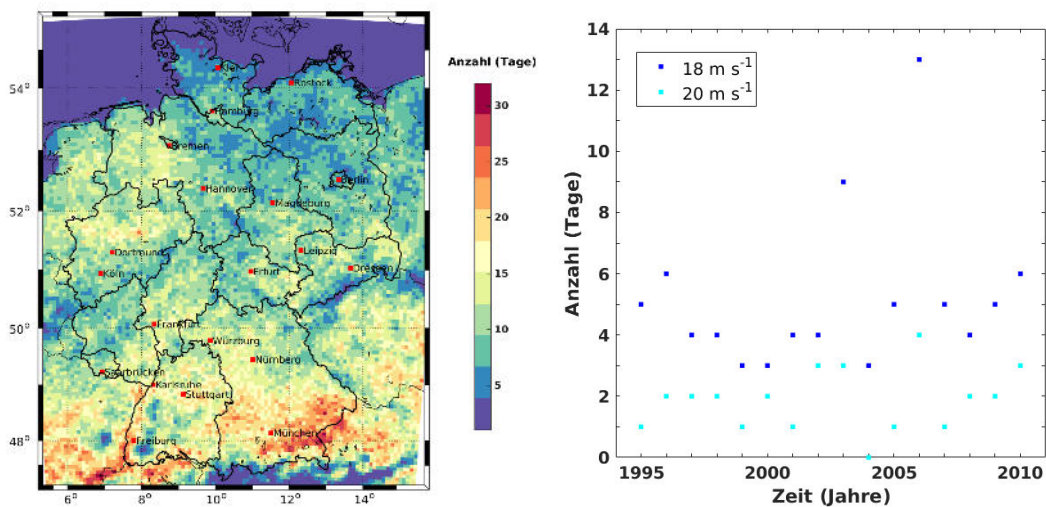 Anzahl (Tage)
54°
52°
50°
48°
6°
8°
10°
12°
14°
Kiel
Rostock
Hamburg
Bremen
Berlin
Hannover
Magdeburg
Dortmund
Leipzig
Köln
Erfurt
Dresden
Frankfurt
Würzburg
Nürnberg
Saarbrücken
Karlsruhe
Stuttgart
München
Freiburg
30
25
20
15
10
5
Anzahl (Tage)
14
12
10
8
6
4
2
0
18 m s⁻¹
20 m s⁻¹
1995
2000
2005
2010
Zeit (Jahre)